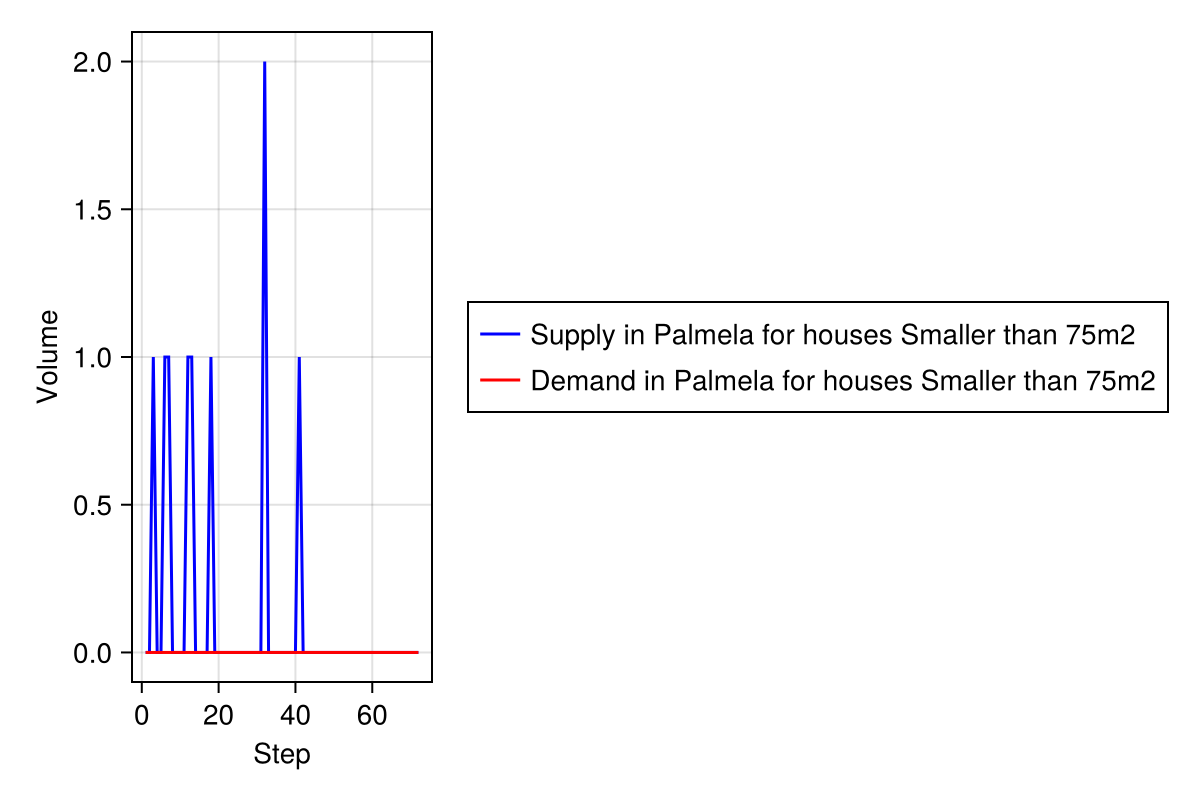 2.0
1.5
1.0
0.5
0.0
Volume
0 20 40 60
Step
Supply in Palmela for houses Smaller than 75m2
Demand in Palmela for houses Smaller than 75m2